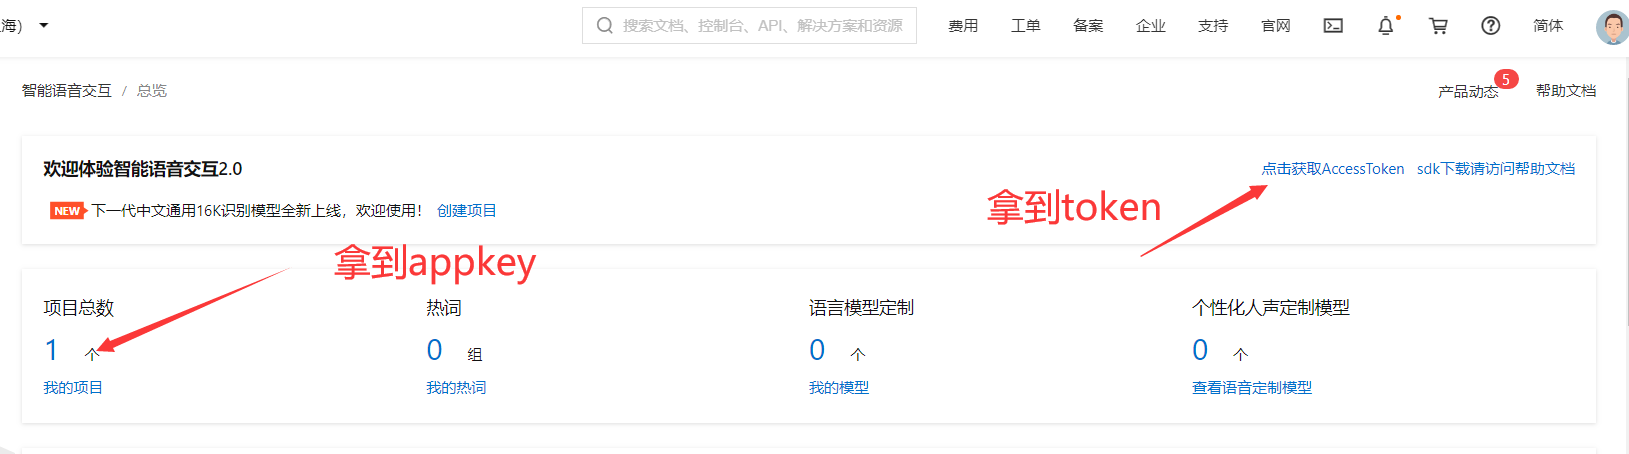 海）
搜索文档、控制台、API、解决方案和资源
费用 工单 备案 企业 支持 官网 简体
智能语音交互 / 总览
产品动态 5 帮助文档
欢迎体验智能语音交互2.0
点击获取AccessToken sdk下载请访问帮助文档
NEW 下一代中文通用16K识别模型全新上线，欢迎使用！ 创建项目
拿到token
拿到appkey
项目总数 热词 语言模型定制 个性化人声定制模型
1 个 0 组 0 个 0 个
我的项目 我的热词 我的模型 查看语音定制模型